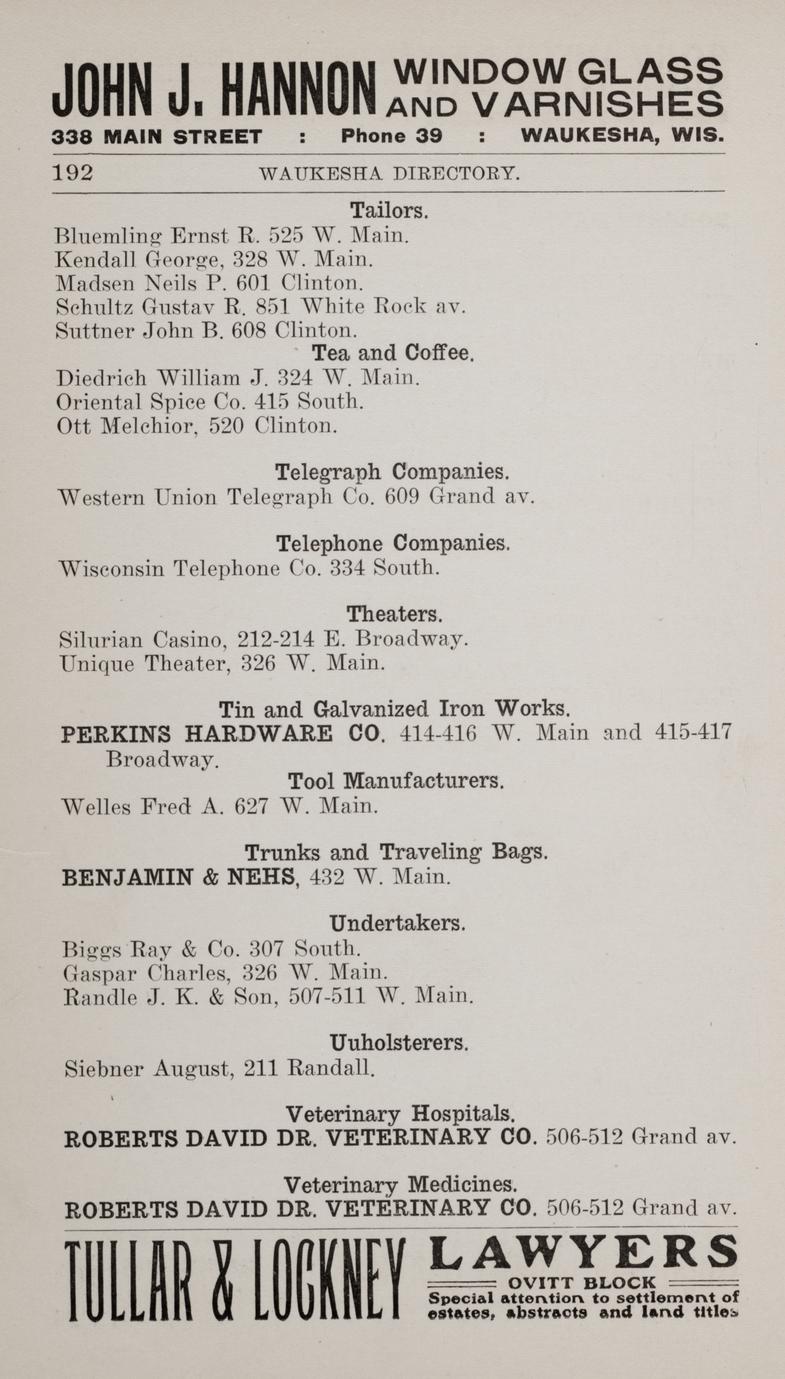 JOHN J. HANNON WINDOW GLASS AND VARNISHES
338 MAIN STREET : Phone 39 : WAUKESHA, WIS.
192 WAUKESHA DIRECTORY.
Tailors.
Bluemling Ernst R. 525 W. Main.
Kendall George, 328 W. Main.
Madsen Neils P. 601 Clinton.
Schultz Gustav R. 851 White Rock av.
Suttner John B. 608 Clinton.
Tea and Coffee.
Diedrich William J. 324 W. Main.
Oriental Spice Co. 415 South.
Ott Melchior, 520 Clinton.
Telegraph Companies.
Western Union Telegraph Co. 609 Grand av.
Telephone Companies.
Wisconsin Telephone Co. 334 South.
Theaters.
Silurian Casino, 212-214 E. Broadway.
Unique Theater, 326 W. Main.
Tin and Galvanized Iron Works.
PERKINS HARDWARE CO. 414-416 W. Main and 415-417
Broadway.
Tool Manufacturers.
Welles Fred A. 627 W. Main.
Trunks and Traveling Bags.
BENJAMIN & NEHS, 432 W. Main.
Undertakers.
Biggs Ray & Co. 307 South.
Gaspar Charles, 326 W. Main.
Randle J. K. & Son, 507-511 W. Main.
Uuholsterers.
Siebner August, 211 Randall.
Veterinary Hospitals.
ROBERTS DAVID DR. VETERINARY CO. 506-512 Grand av.
Veterinary Medicines.
ROBERTS DAVID DR. VETERINARY CO. 506-512 Grand av.
TULLAR & LOCKNEY LAWYERS
OVITT BLOCK
Special attention to settlement of
estates, abstracts and land titles